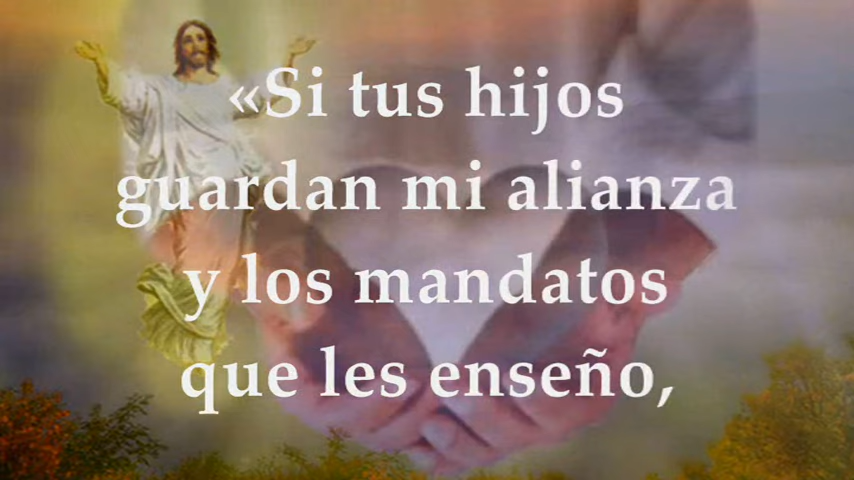 «Si tus hijos
guardan mi alianza
y los mandatos
que les enseño,